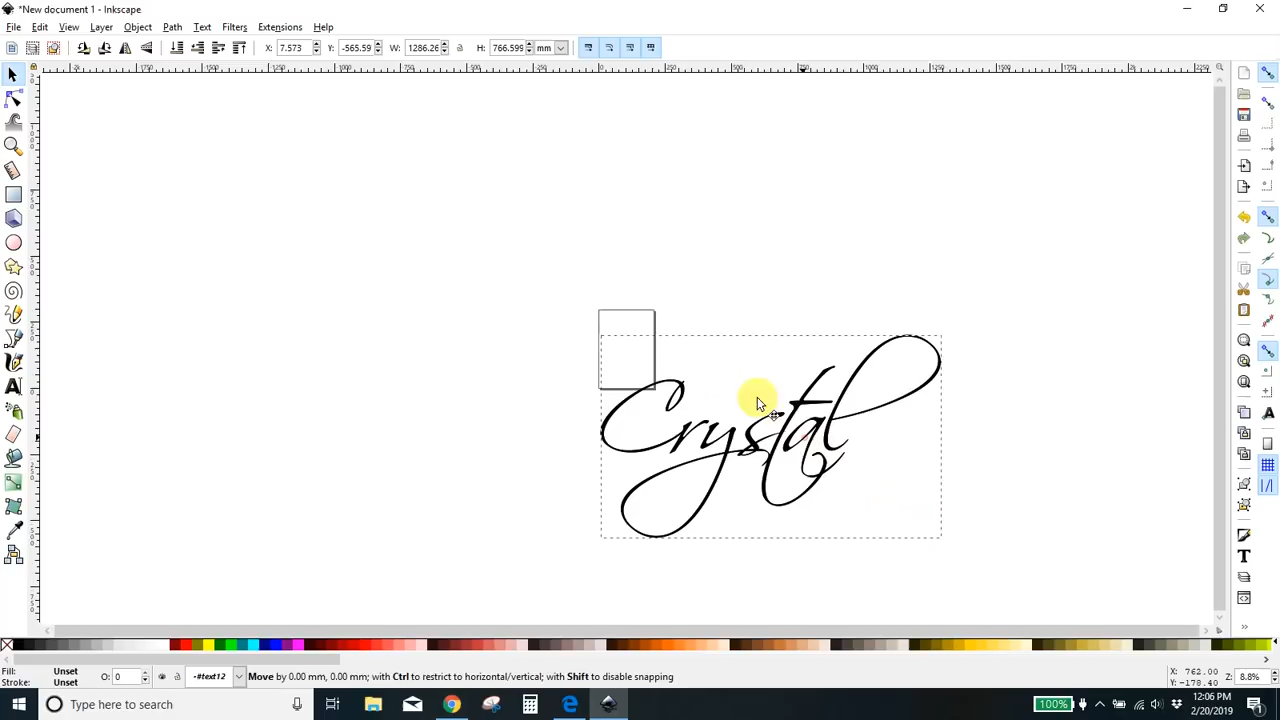 *New document 1 - Inkscape
File Edit View Layer Object Path Text Filters Extensions Help
X: 7.573 Y: -565.59 W: 1286.26 H: 766.599 mm
Crystal
Fill: Unset
Stroke: Unset
O: 0
-#text12
Move by 0.00 mm, 0.00 mm; with Ctrl to restrict to horizontal/vertical; with Shift to disable snapping
X: 762.00
Y: -178.40
Z: 8.8%
Type here to search
100%
12:06 PM
2/20/2019